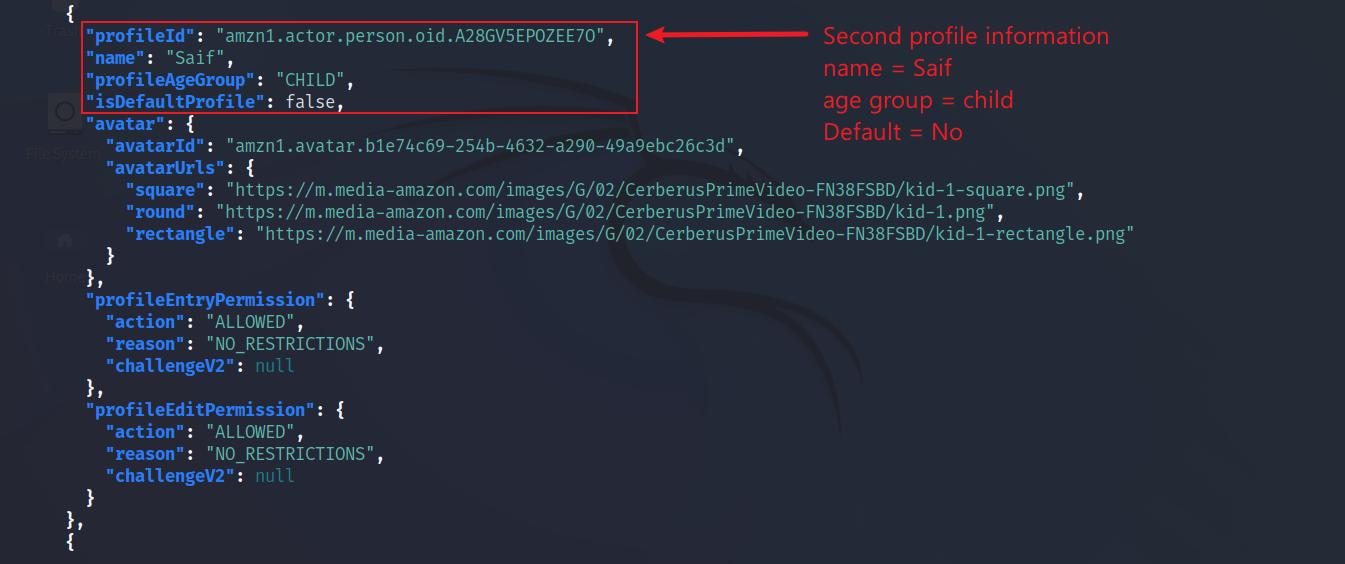 {
"profileId": "amzn1.actor.person.oid.A28GV5EPOZEE7O",
"name": "Saif",
"profileAgeGroup": "CHILD",
"isDefaultProfile": false,
"avatar": {
"avatarId": "amzn1.avatar.b1e74c69-254b-4632-a290-49a9ebc26c3d",
"avatarUrls": {
"square": "https://m.media-amazon.com/images/G/02/CerberusPrimeVideo-FN38FSBD/kid-1-square.png",
"round": "https://m.media-amazon.com/images/G/02/CerberusPrimeVideo-FN38FSBD/kid-1.png",
"rectangle": "https://m.media-amazon.com/images/G/02/CerberusPrimeVideo-FN38FSBD/kid-1-rectangle.png"
}
},
"profileEntryPermission": {
"action": "ALLOWED",
"reason": "NO_RESTRICTIONS",
"challengeV2": null
},
"profileEditPermission": {
"action": "ALLOWED",
"reason": "NO_RESTRICTIONS",
"challengeV2": null
}
},
{
Second profile information
name = Saif
age group = child
Default = No
File System
Home